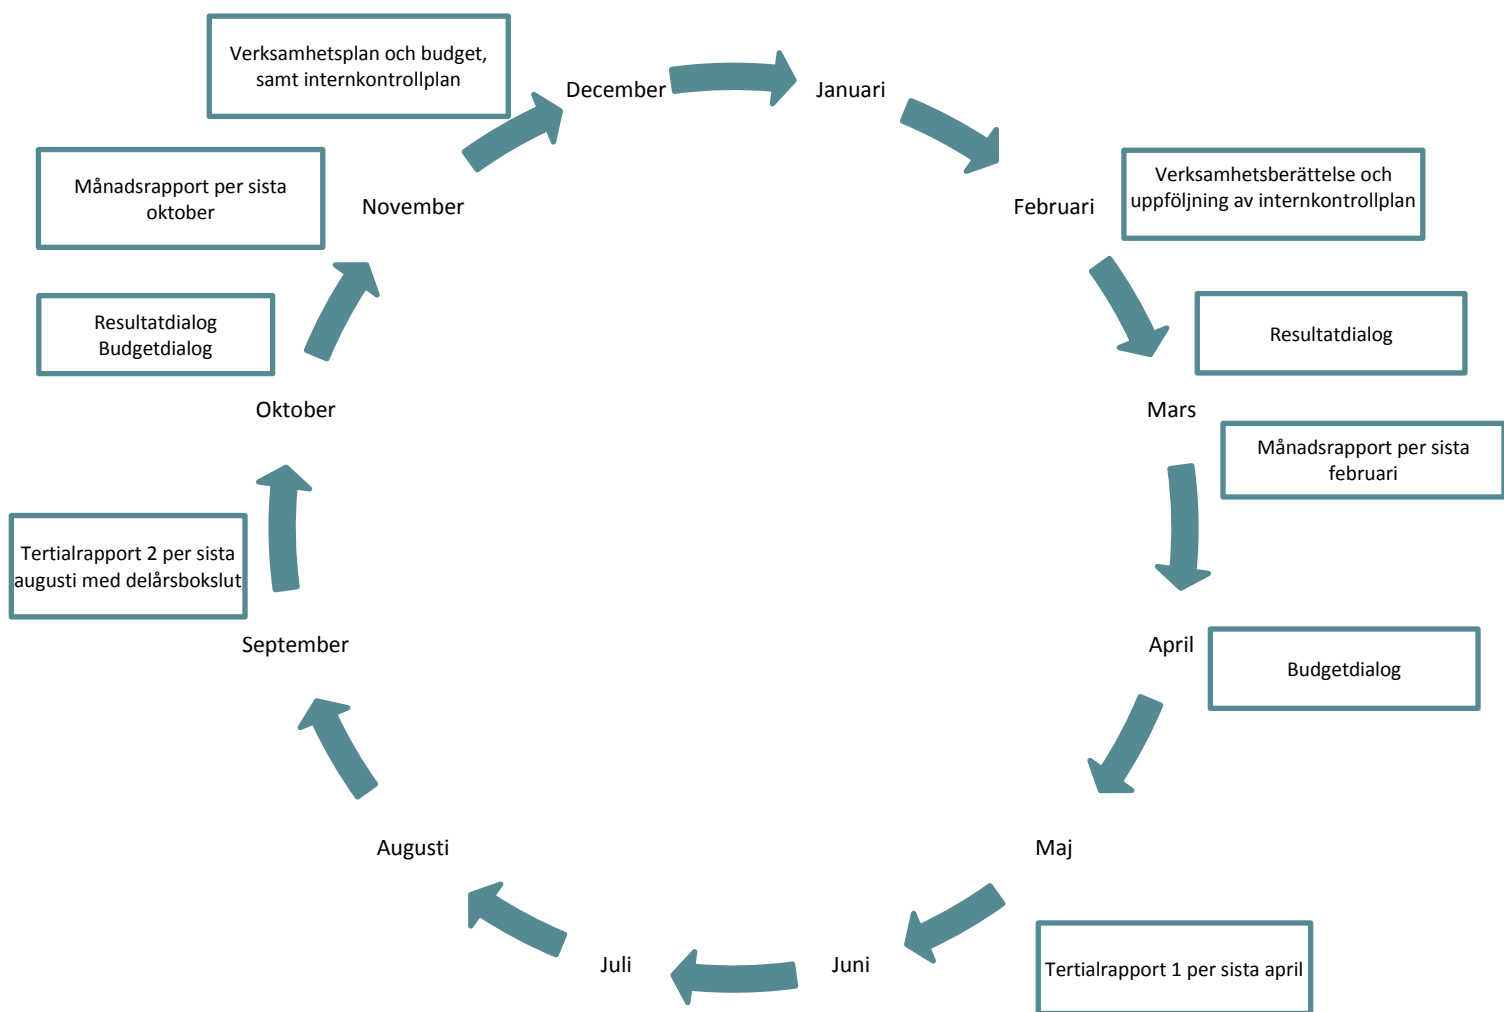 Verksamhetsplan och budget,
samt internkontrollplan
December
Januari
Månadsrapport per sista
oktober
November
Februari
Verksamhetsberättelse och
uppföljning av internkontrollplan
Resultatdialog
Budgetdialog
Resultatdialog
Oktober
Mars
Månadsrapport per sista
februari
Tertialrapport 2 per sista
augusti med delårsbokslut
September
April
Budgetdialog
Augusti
Maj
Juli
Juni
Tertialrapport 1 per sista april